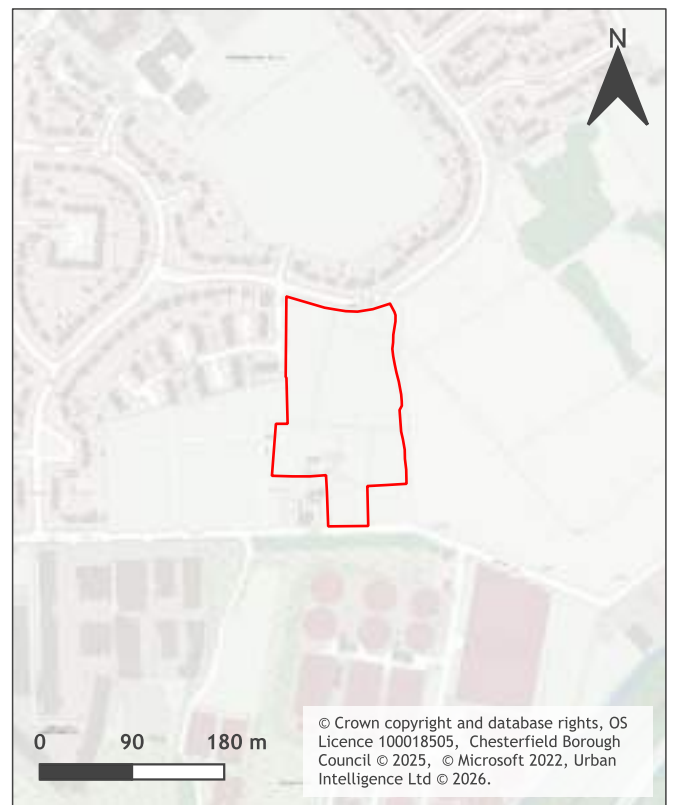 N
0 90 180 m
© Crown copyright and database rights, OS
Licence 100018505, Chesterfield Borough
Council © 2025, © Microsoft 2022, Urban
Intelligence Ltd © 2026.